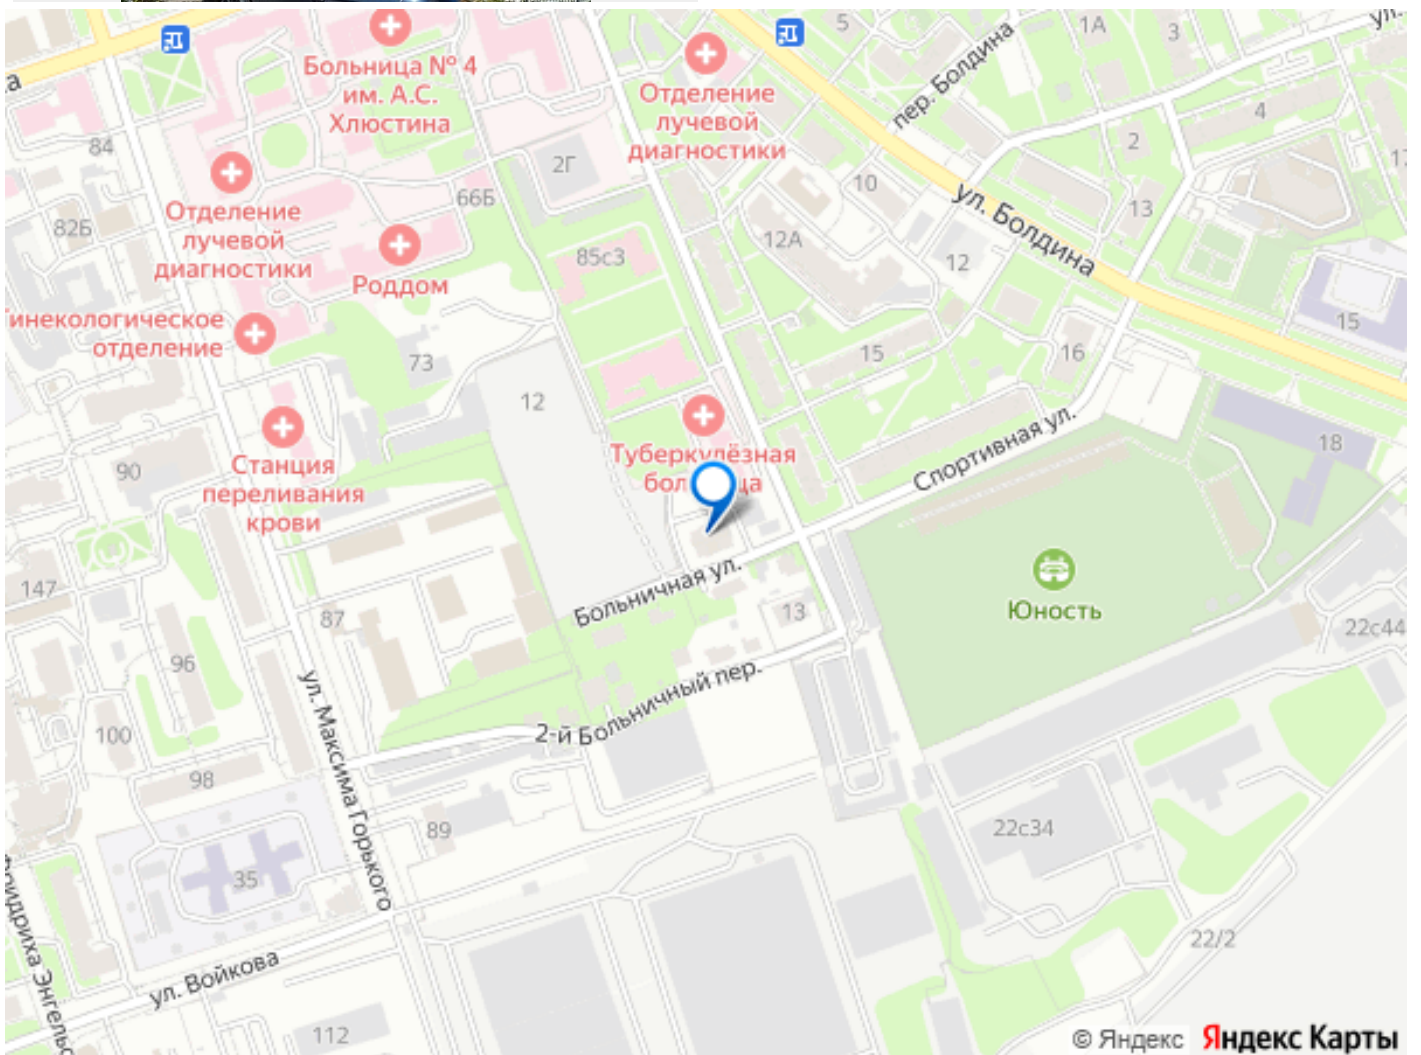 5
1А
3
ул.
Больница № 4
им. А.С.
Хлюстина
Отделение
лучевой
диагностики
пер. Болдина
4
2
84
2Г
66Б
10
13
17
ул. Болдина
82Б
Отделение
лучевой
диагностики
Роддом
85с3
12А
12
15
инекологическое
отделение
73
15
16
12
Туберкулёзная
Спортивная ул.
18
90
Станция
переливания
крови
Больничная ул.
Юность
147
87
13
22с44
96
2-й Больничный пер.
ул. Максима Горького
100
98
89
22с34
35
22/2
ул. Войкова
112
© Яндекс Яндекс Карты